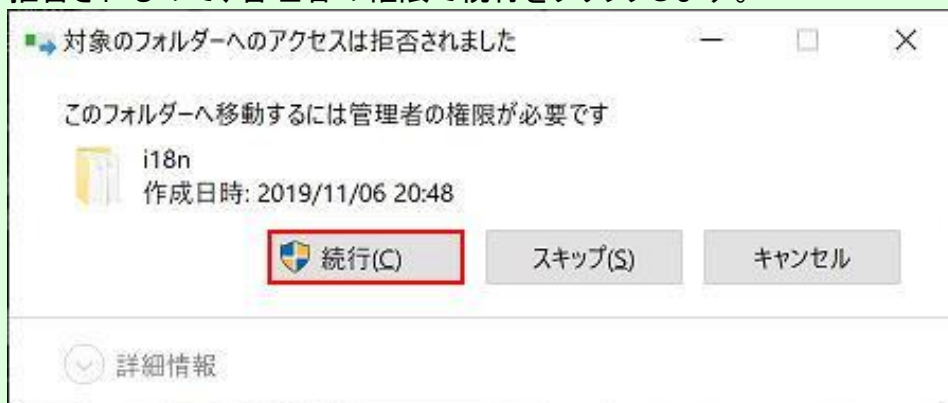 対象のフォルダーへのアクセスは拒否されました
このフォルダーへ移動するには管理者の権限が必要です
i18n
作成日時: 2019/11/06 20:48
続行(C) スキップ(S) キャンセル
詳細情報